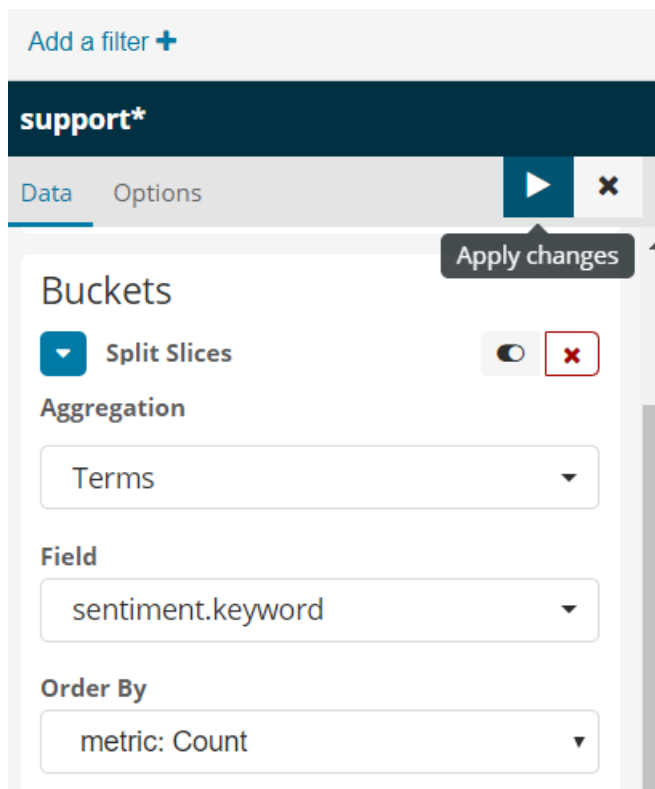 Add a filter +
support*
Data Options
Apply changes
Buckets
Split Slices
Aggregation
Terms
Field
sentiment.keyword
Order By
metric: Count